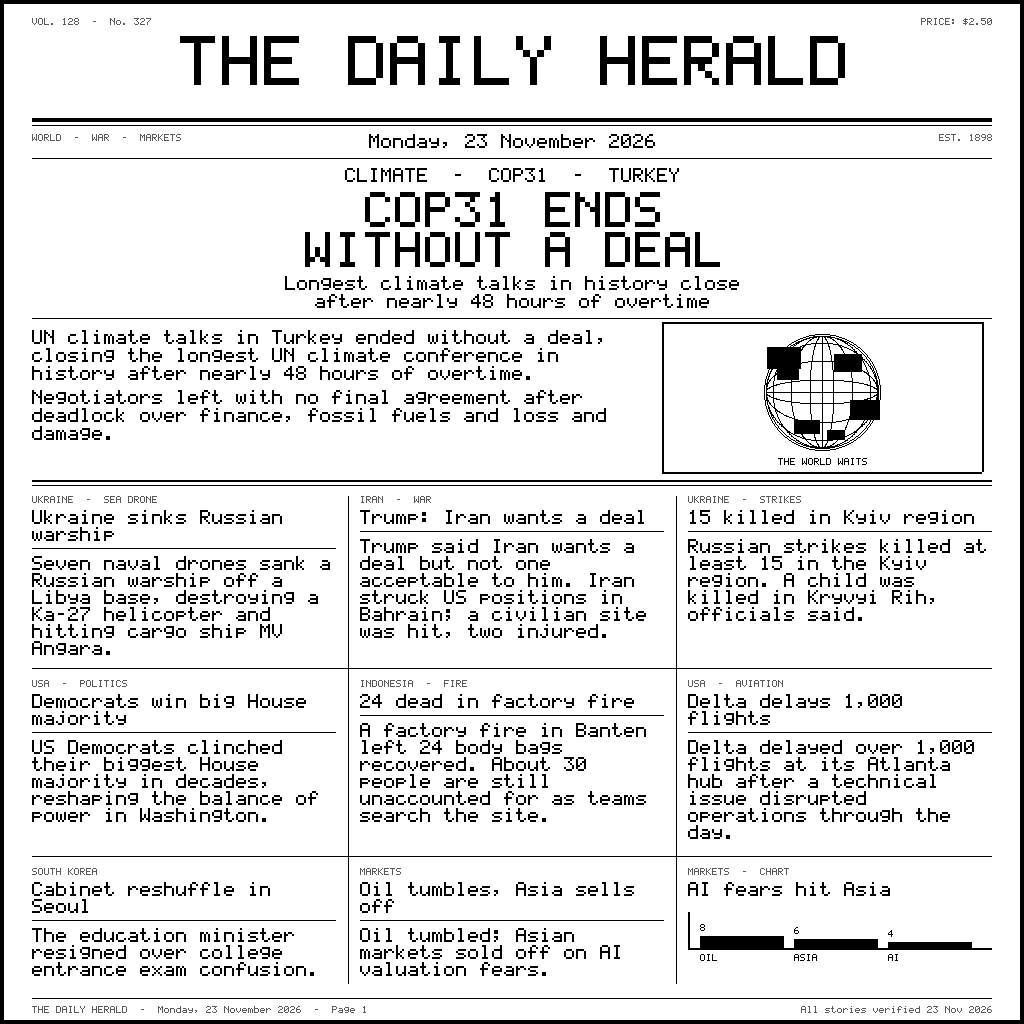 VOL. 128 - No. 327
PRICE: $2.50
THE DAILY HERALD
WORLD - WAR - MARKETS
Monday, 23 November 2026
EST. 1898
CLIMATE - COP31 - TURKEY
COP31 ENDS
WITHOUT A DEAL
Longest climate talks in history close
after nearly 48 hours of overtime
UN climate talks in Turkey ended without a deal,
closing the longest UN climate conference in
history after nearly 48 hours of overtime.
Negotiators left with no final agreement after
deadlock over finance, fossil fuels and loss and
damage.
THE WORLD WAITS
UKRAINE - SEA DRONE
Ukraine sinks Russian
warship
Seven naval drones sank a
Russian warship off a
Libya base, destroying a
Ka-27 helicopter and
hitting cargo ship MV
Angara.
IRAN - WAR
Trump: Iran wants a deal
Trump said Iran wants a
deal but not one
acceptable to him. Iran
struck US positions in
Bahrain; a civilian site
was hit, two injured.
UKRAINE - STRIKES
15 killed in Kyiv region
Russian strikes killed at
least 15 in the Kyiv
region. A child was
killed in Kryvyi Rih,
officials said.
USA - POLITICS
Democrats win big House
majority
US Democrats clinched
their biggest House
majority in decades,
reshaping the balance of
power in Washington.
INDONESIA - FIRE
24 dead in factory fire
A factory fire in Banten
left 24 body bags
recovered. About 30
people are still
unaccounted for as teams
search the site.
USA - AVIATION
Delta delays 1,000
flights
Delta delayed over 1,000
flights at its Atlanta
hub after a technical
issue disrupted
operations through the
day.
SOUTH KOREA
Cabinet reshuffle in
Seoul
The education minister
resigned over college
entrance exam confusion.
MARKETS
Oil tumbles, Asia sells
off
Oil tumbled; Asian
markets sold off on AI
valuation fears.
MARKETS - CHART
AI fears hit Asia
8
6
4
OIL
ASIA
AI
THE DAILY HERALD - Monday, 23 November 2026 - Page 1
All stories verified 23 Nov 2026